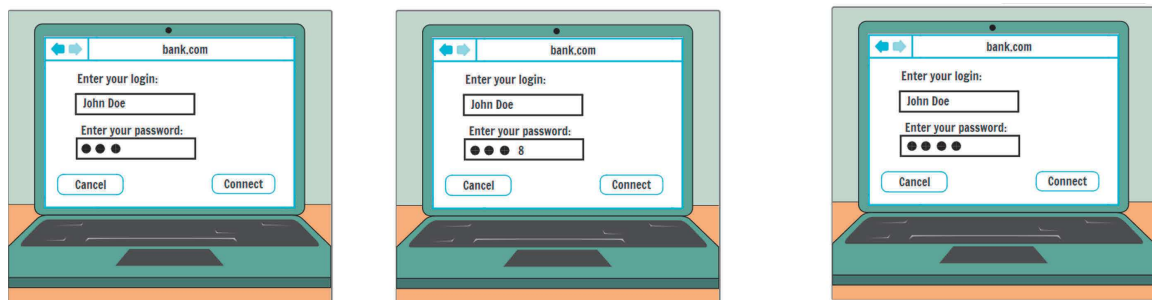 bank.com
Enter your login:
John Doe
Enter your password:
●●●
Cancel
Connect
bank.com
Enter your login:
John Doe
Enter your password:
●●● 8
Cancel
Connect
bank.com
Enter your login:
John Doe
Enter your password:
●●●●
Cancel
Connect